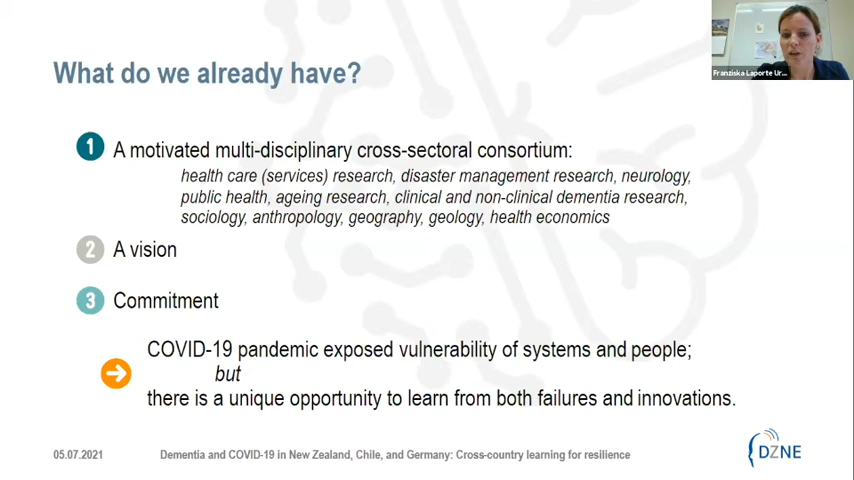 Franziska Laporte Ur...
What do we already have?
1 A motivated multi-disciplinary cross-sectoral consortium:
health care (services) research, disaster management research, neurology,
public health, ageing research, clinical and non-clinical dementia research,
sociology, anthropology, geography, geology, health economics
2 A vision
3 Commitment
COVID-19 pandemic exposed vulnerability of systems and people;
but
there is a unique opportunity to learn from both failures and innovations.
05.07.2021 Dementia and COVID-19 in New Zealand, Chile, and Germany: Cross-country learning for resilience
DZNE